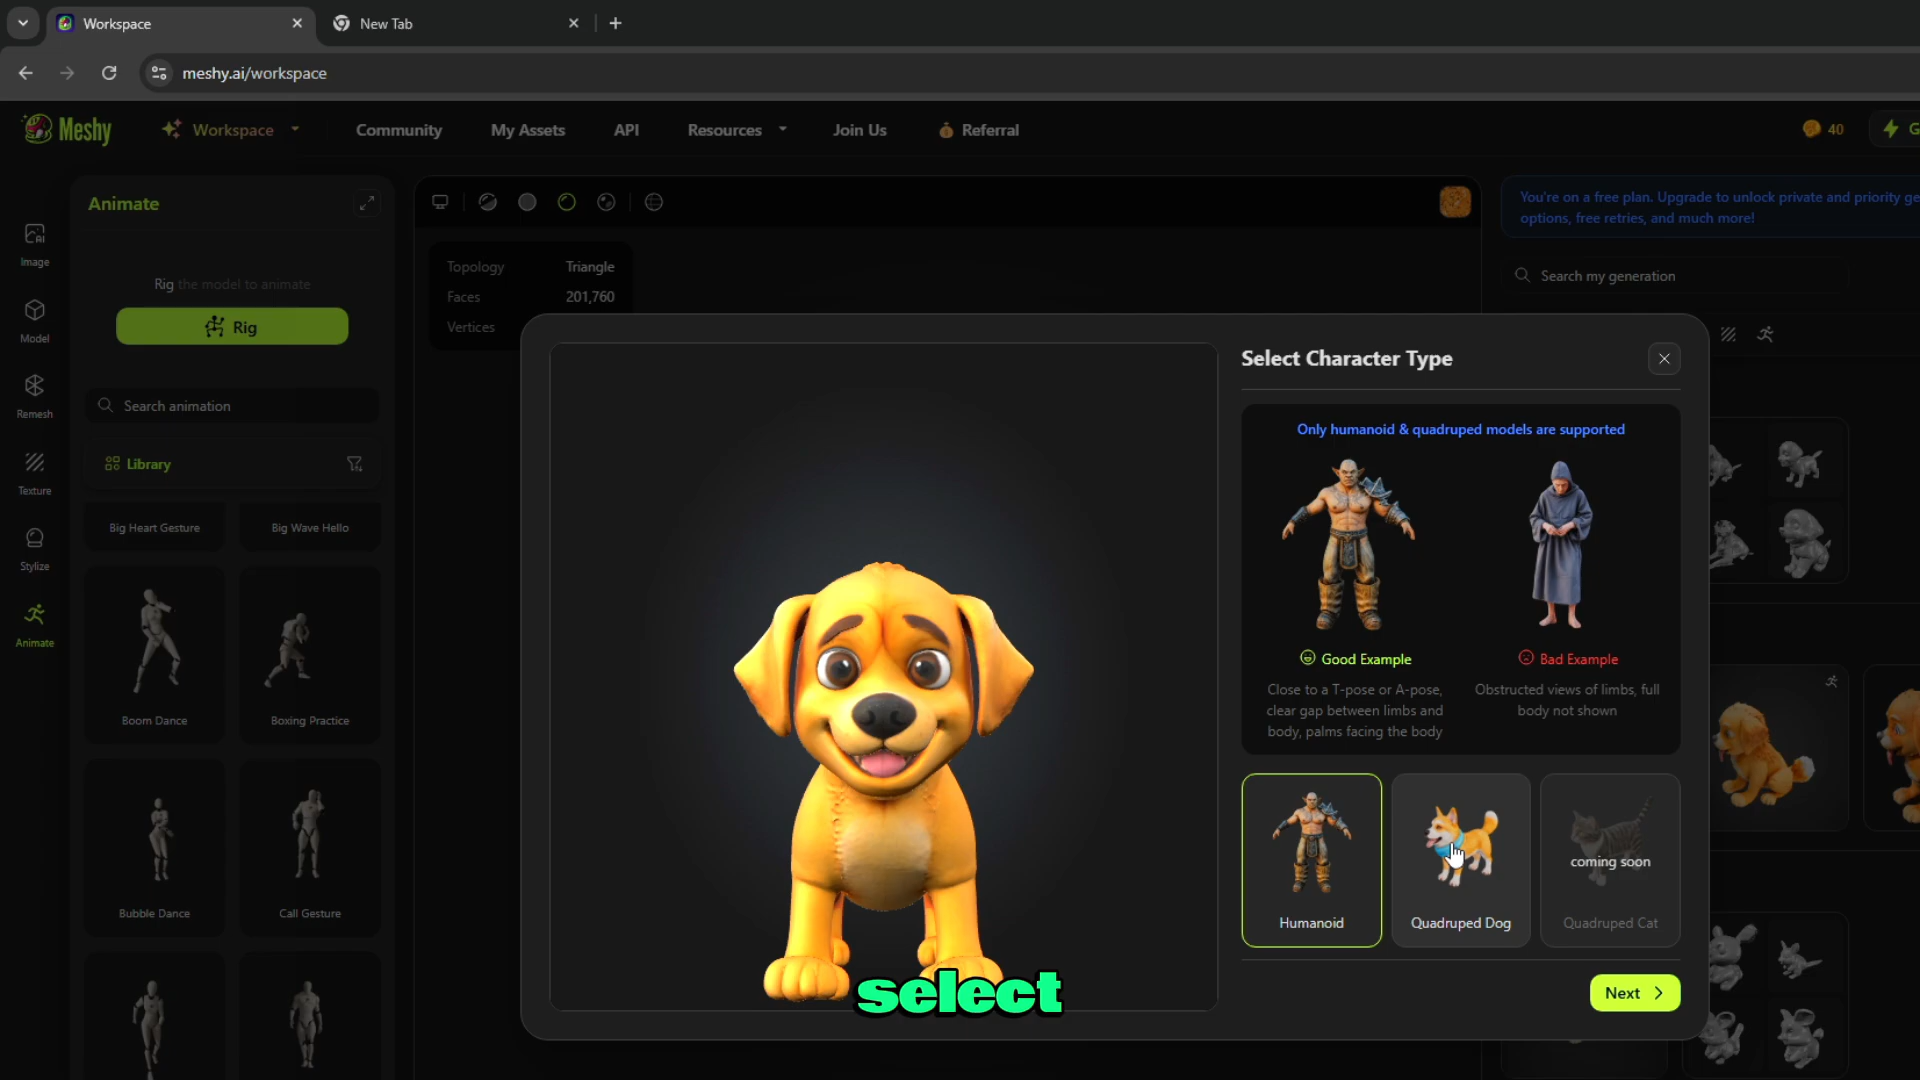 Workspace
New Tab
meshy.ai/workspace
Meshy
Workspace
Community
My Assets
API
Resources
Join Us
Referral
40
G
Animate
Rig the model to animate
Rig
Search animation
Library
Big Heart Gesture
Big Wave Hello
Boom Dance
Boxing Practice
Bubble Dance
Call Gesture
Image
Model
Remesh
Texture
Stylize
Animate
Topology Triangle
Faces 201,760
Vertices
You're on a free plan. Upgrade to unlock private and priority ge
options, free retries, and much more!
Search my generation
Select Character Type
Only humanoid & quadruped models are supported
Good Example
Close to a T-pose or A-pose,
clear gap between limbs and
body, palms facing the body
Bad Example
Obstructed views of limbs, full
body not shown
Humanoid
Quadruped Dog
coming soon
Quadruped Cat
Next
select